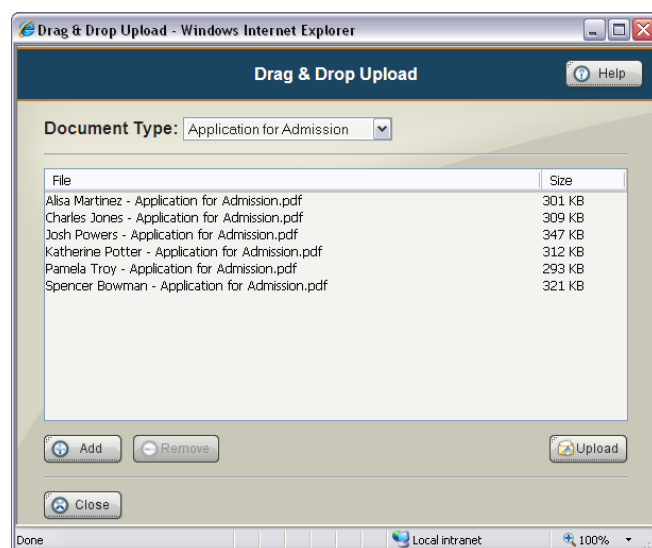 Drag & Drop Upload - Windows Internet Explorer
Drag & Drop Upload
Help
Document Type: Application for Admission
File Size
Alisa Martinez - Application for Admission.pdf 301 KB
Charles Jones - Application for Admission.pdf 309 KB
Josh Powers - Application for Admission.pdf 347 KB
Katherine Potter - Application for Admission.pdf 312 KB
Pamela Troy - Application for Admission.pdf 293 KB
Spencer Bowman - Application for Admission.pdf 321 KB
Add Remove Upload
Close
Done Local intranet 100%